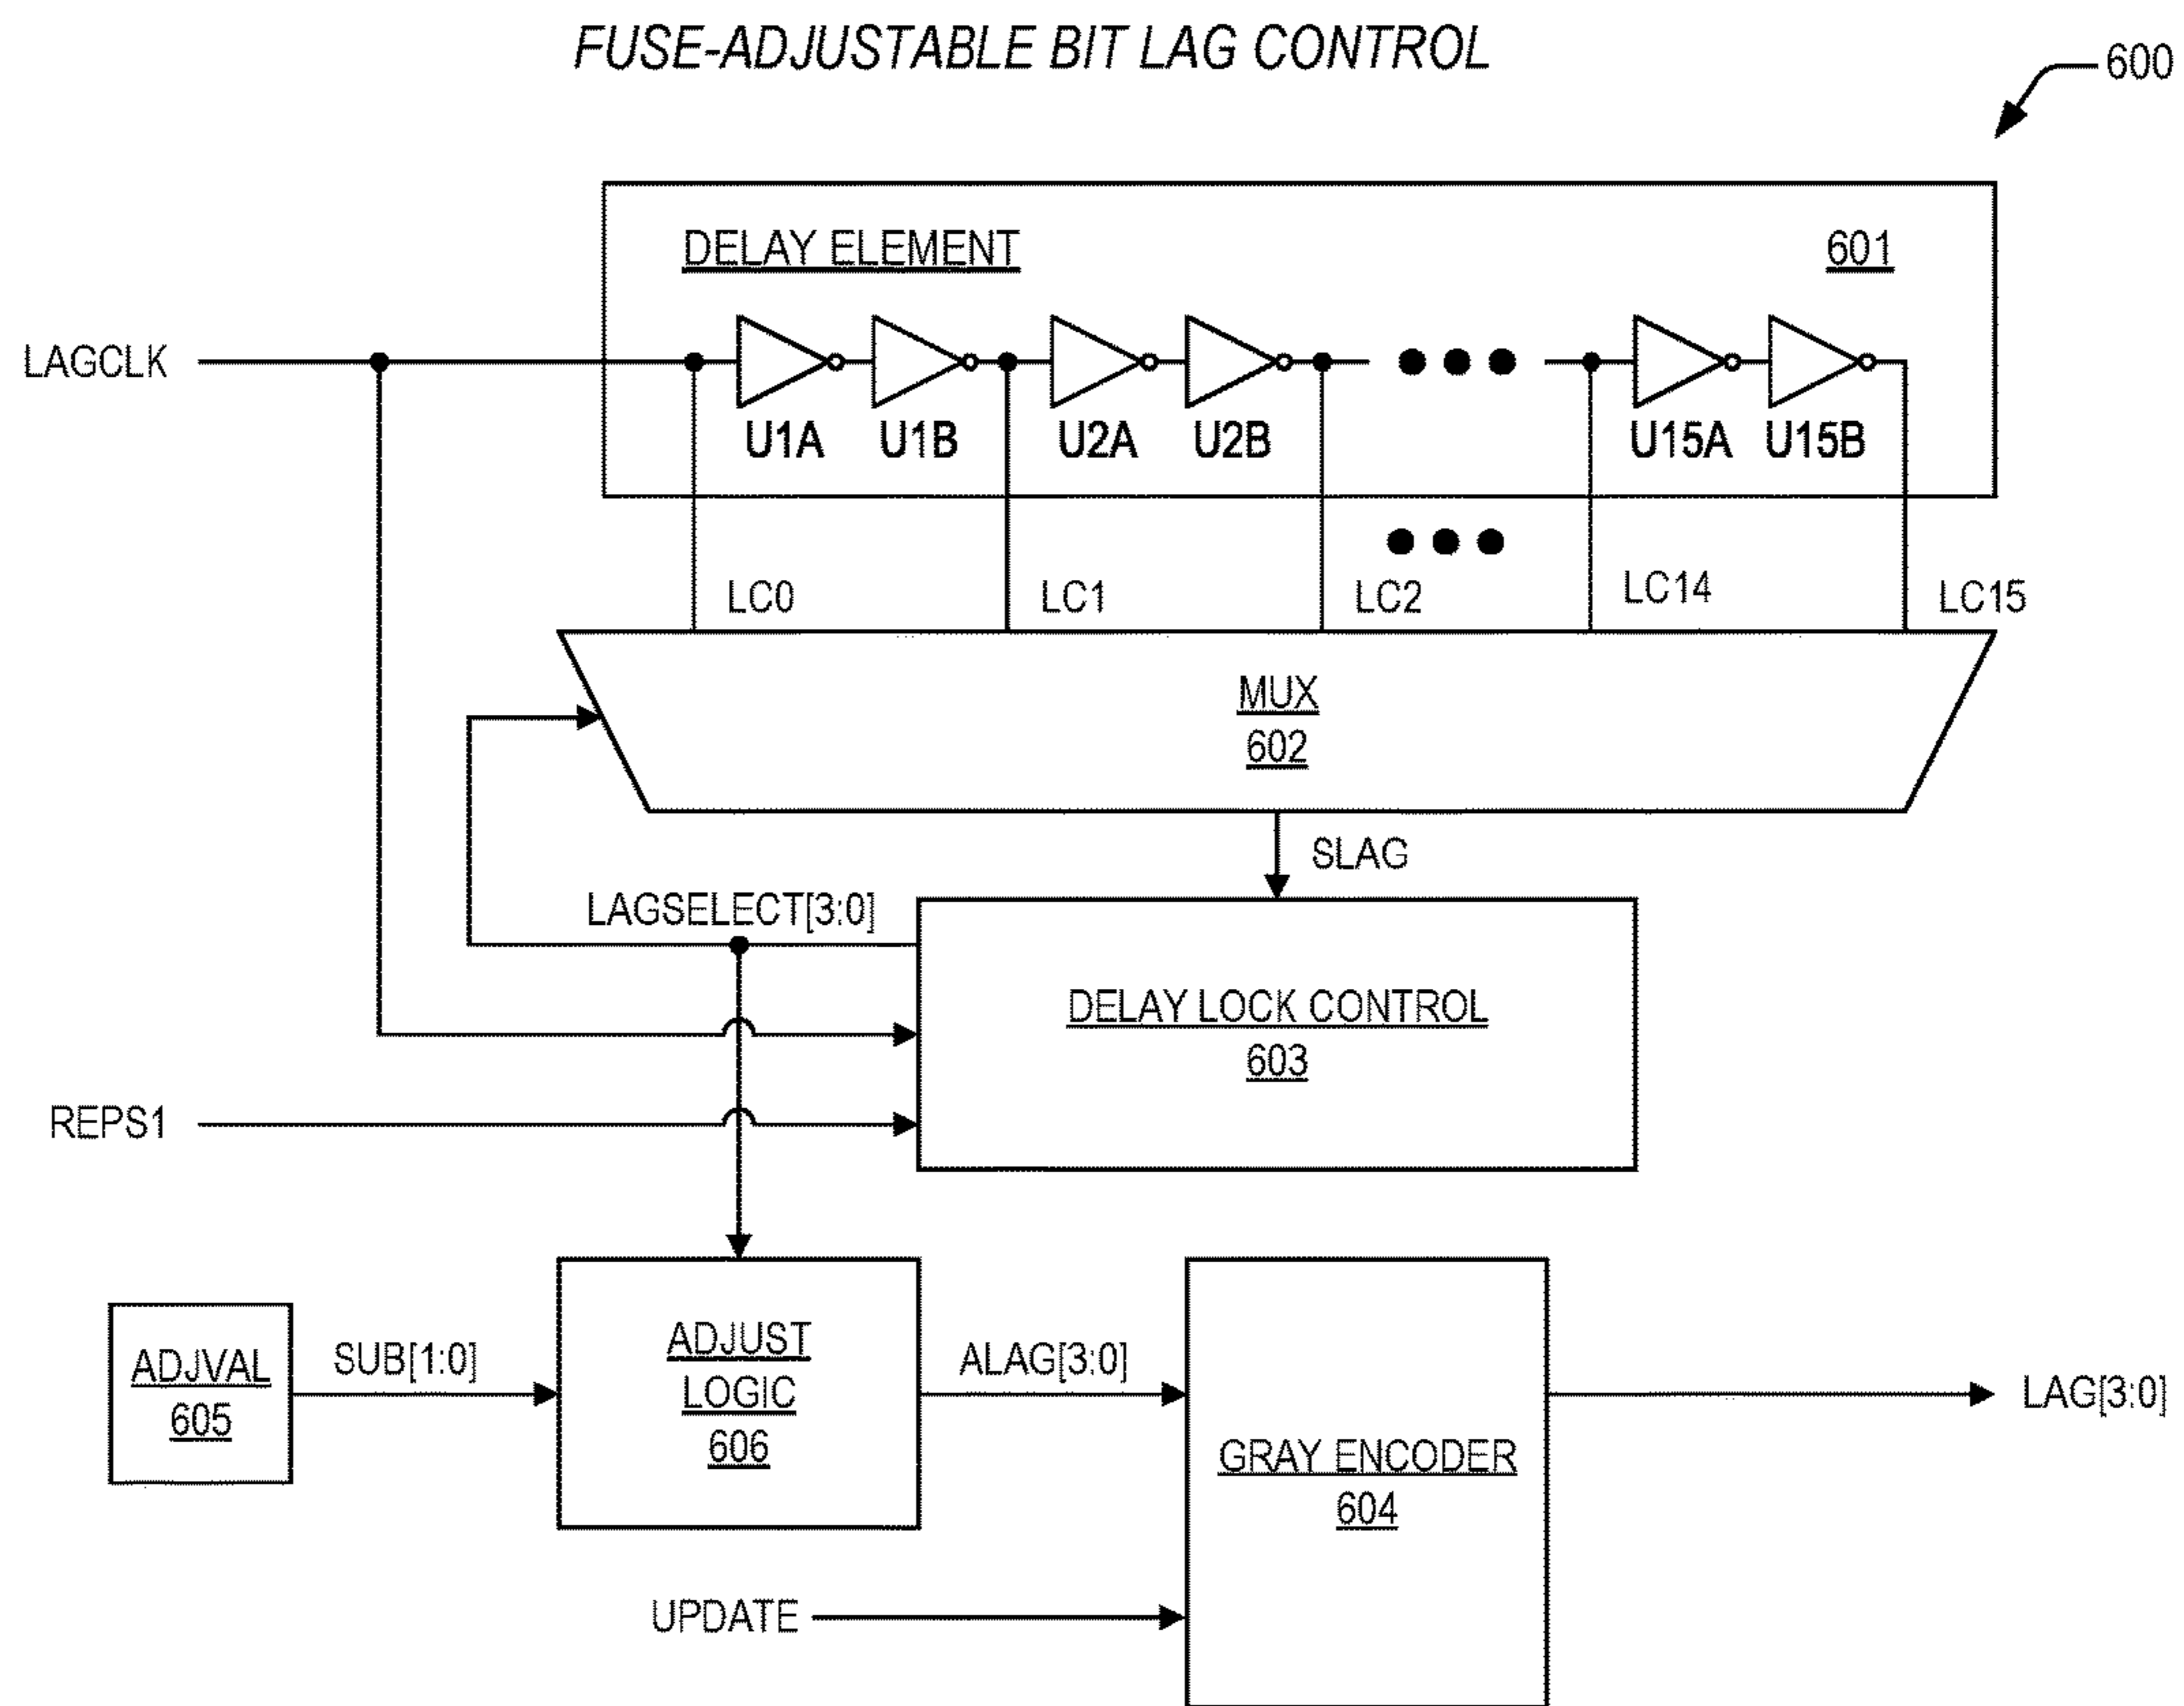 FUSE-ADJUSTABLE BIT LAG CONTROL
600
DELAY ELEMENT
601
LAGCLK
U1A
U1B
U2A
U2B
U15A
U15B
LC0
LC1
LC2
LC14
LC15
MUX
602
SLAG
LAGSELECT[3:0]
DELAY LOCK CONTROL
603
REPS1
ADJVAL
605
SUB[1:0]
ADJUST
LOGIC
606
ALAG[3:0]
GRAY ENCODER
604
LAG[3:0]
UPDATE